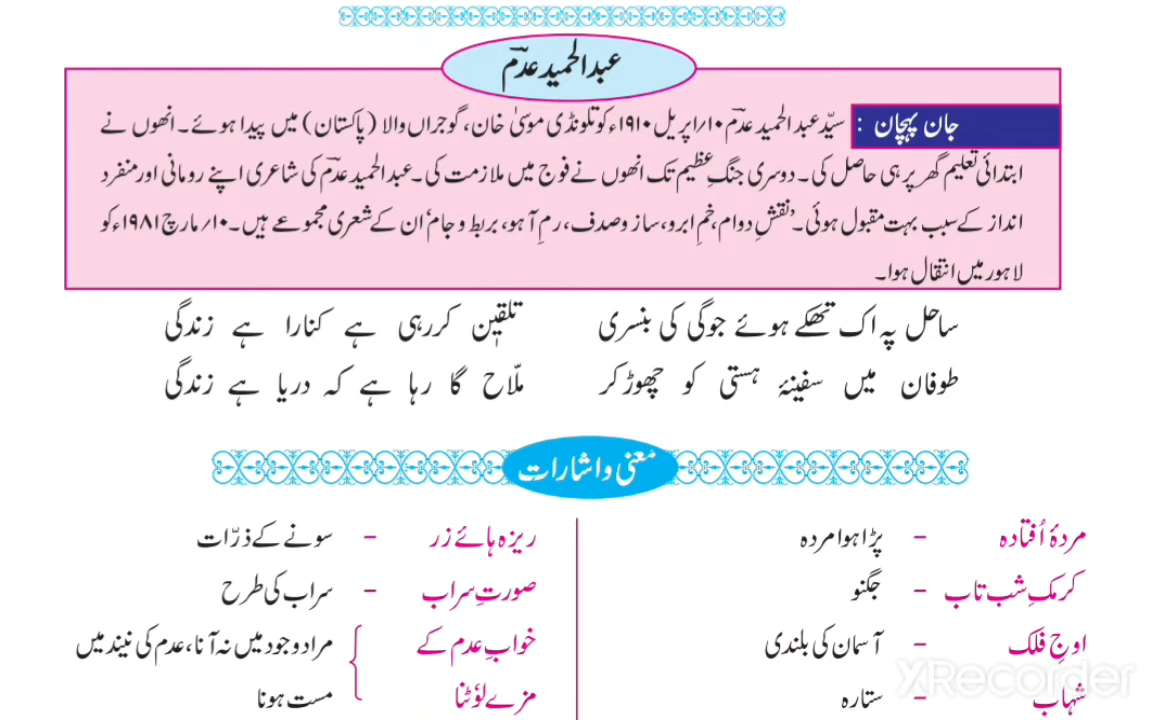 عبدالحمید عدمؔ
جان پہچان : سیّد عبدالحمید عدمؔ ۱۰؍اپریل ۱۹۱۰ء کو تلونڈی موسیٰ خان، گوجراں والا (پاکستان) میں پیدا ہوئے۔ انھوں نے
ابتدائی تعلیم گھر پر ہی حاصل کی۔ دوسری جنگِ عظیم تک انھوں نے فوج میں ملازمت کی۔ عبدالحمید عدمؔ کی شاعری اپنے رومانی اور منفرد
انداز کے سبب بہت مقبول ہوئی۔ ’نقشِ دوام، خمِ ابرو، ساز و صدف، رمِ آہو، بربط و جام‘ ان کے شعری مجموعے ہیں۔ ۱۰؍مارچ ۱۹۸۱ء کو
لاہور میں انتقال ہوا۔
ساحل پہ اک تھکے ہوئے جوگی کی بنسری تلقین کر رہی ہے کنارا ہے زندگی
طوفان میں سفینۂ ہستی کو چھوڑ کر ملّاح گا رہا ہے کہ دریا ہے زندگی
معنی و اشارات
مردۂ اُفتادہ - پڑا ہوا مردہ
کرمکِ شب تاب - جگنو
اوجِ فلک - آسمان کی بلندی
شہاب - ستارہ
ریزہ ہائے زر - سونے کے ذرّات
صورتِ سراب - سراب کی طرح
خوابِ عدم کے مراد وجود میں نہ آنا، عدم کی نیند میں
مزے لوٗٹنا مست ہونا
XRecorder